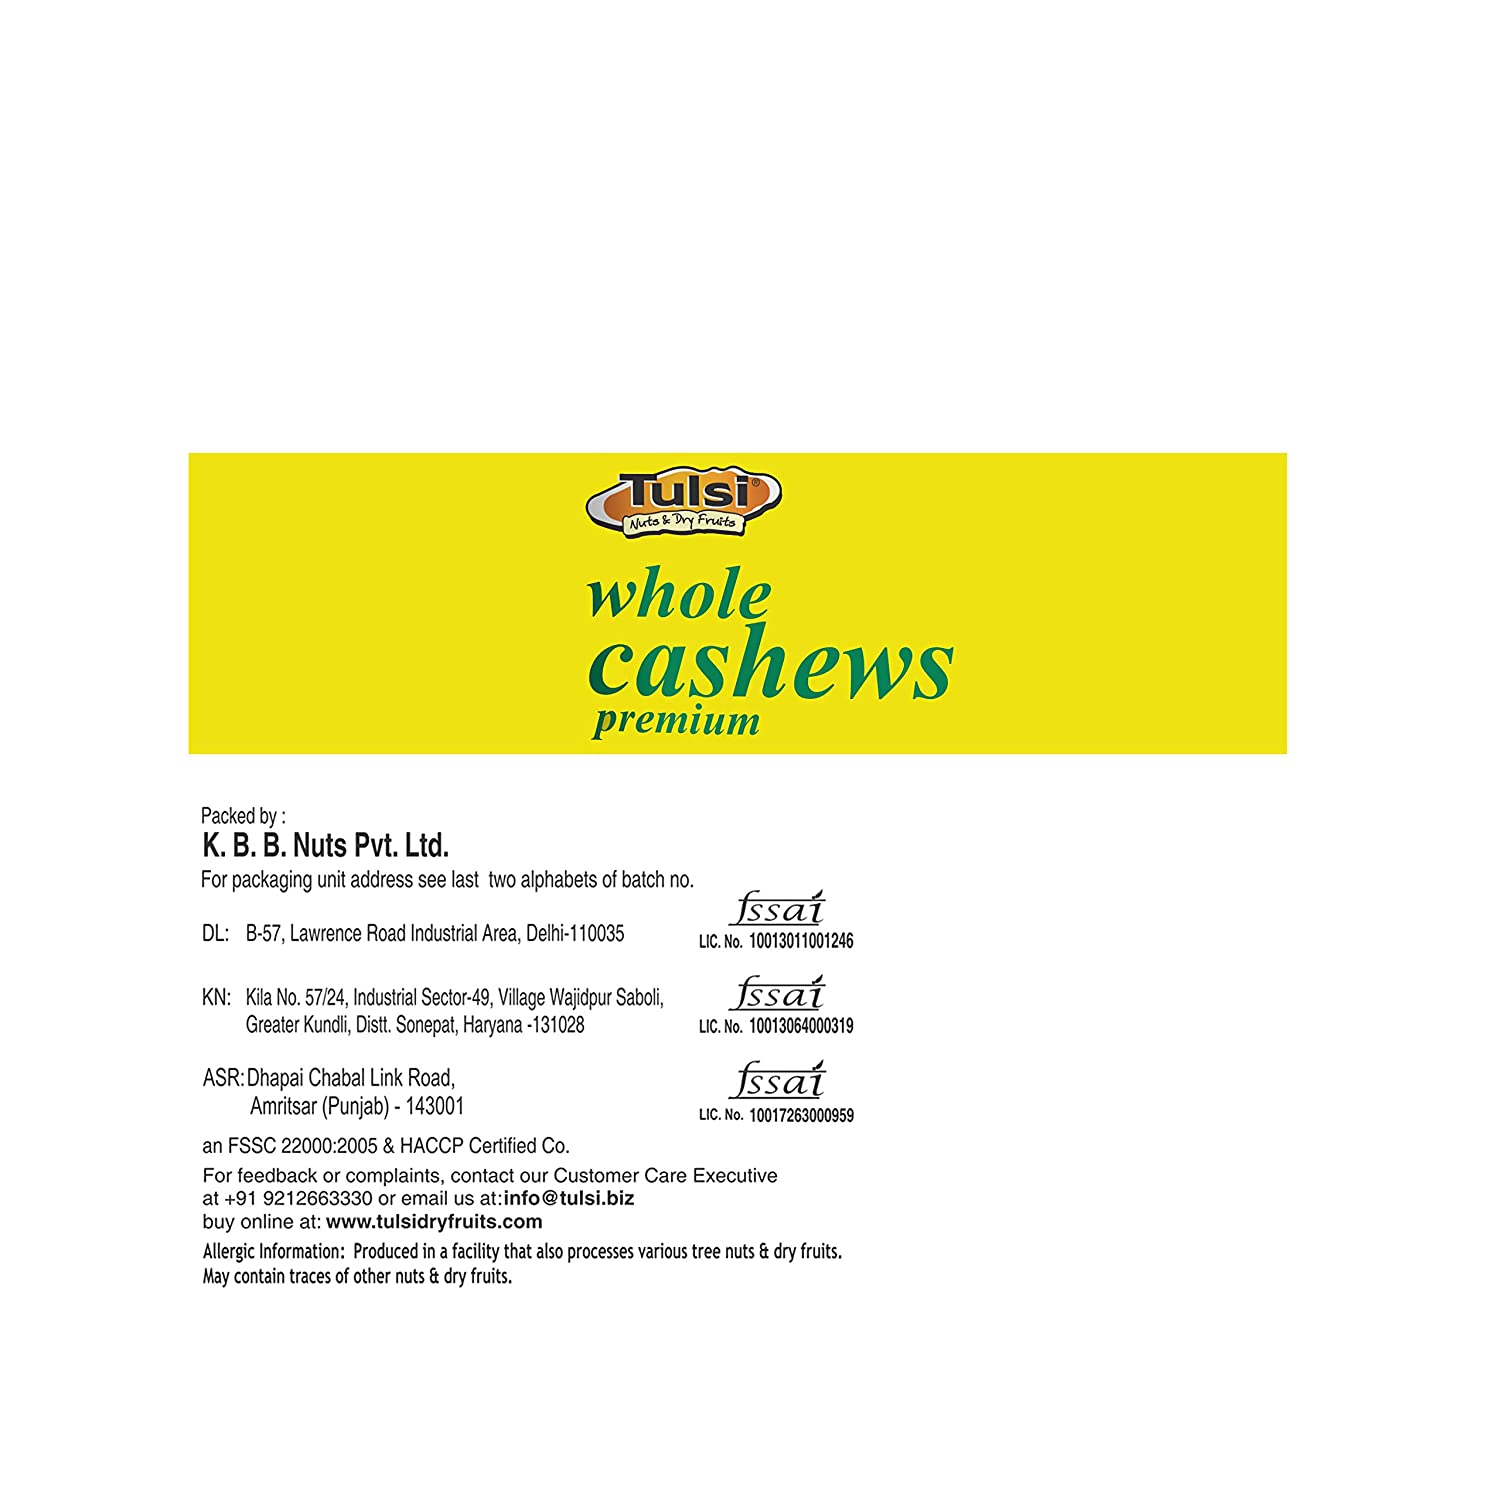 Tulsi®
Nuts & Dry Fruits
whole
cashews
premium
Packed by :
K. B. B. Nuts Pvt. Ltd.
For packaging unit address see last two alphabets of batch no.
fssai
DL: B-57, Lawrence Road Industrial Area, Delhi-110035
LIC. No. 10013011001246
fssai
KN: Kila No. 57/24, Industrial Sector-49, Village Wajidpur Saboli,
Greater Kundli, Distt. Sonepat, Haryana -131028
LIC. No. 10013064000319
fssai
ASR: Dhapai Chabal Link Road,
Amritsar (Punjab) - 143001
LIC. No. 10017263000959
an FSSC 22000:2005 & HACCP Certified Co.
For feedback or complaints, contact our Customer Care Executive
at +91 9212663330 or email us at:info@tulsi.biz
buy online at: www.tulsidryfruits.com
Allergic Information: Produced in a facility that also processes various tree nuts & dry fruits.
May contain traces of other nuts & dry fruits.